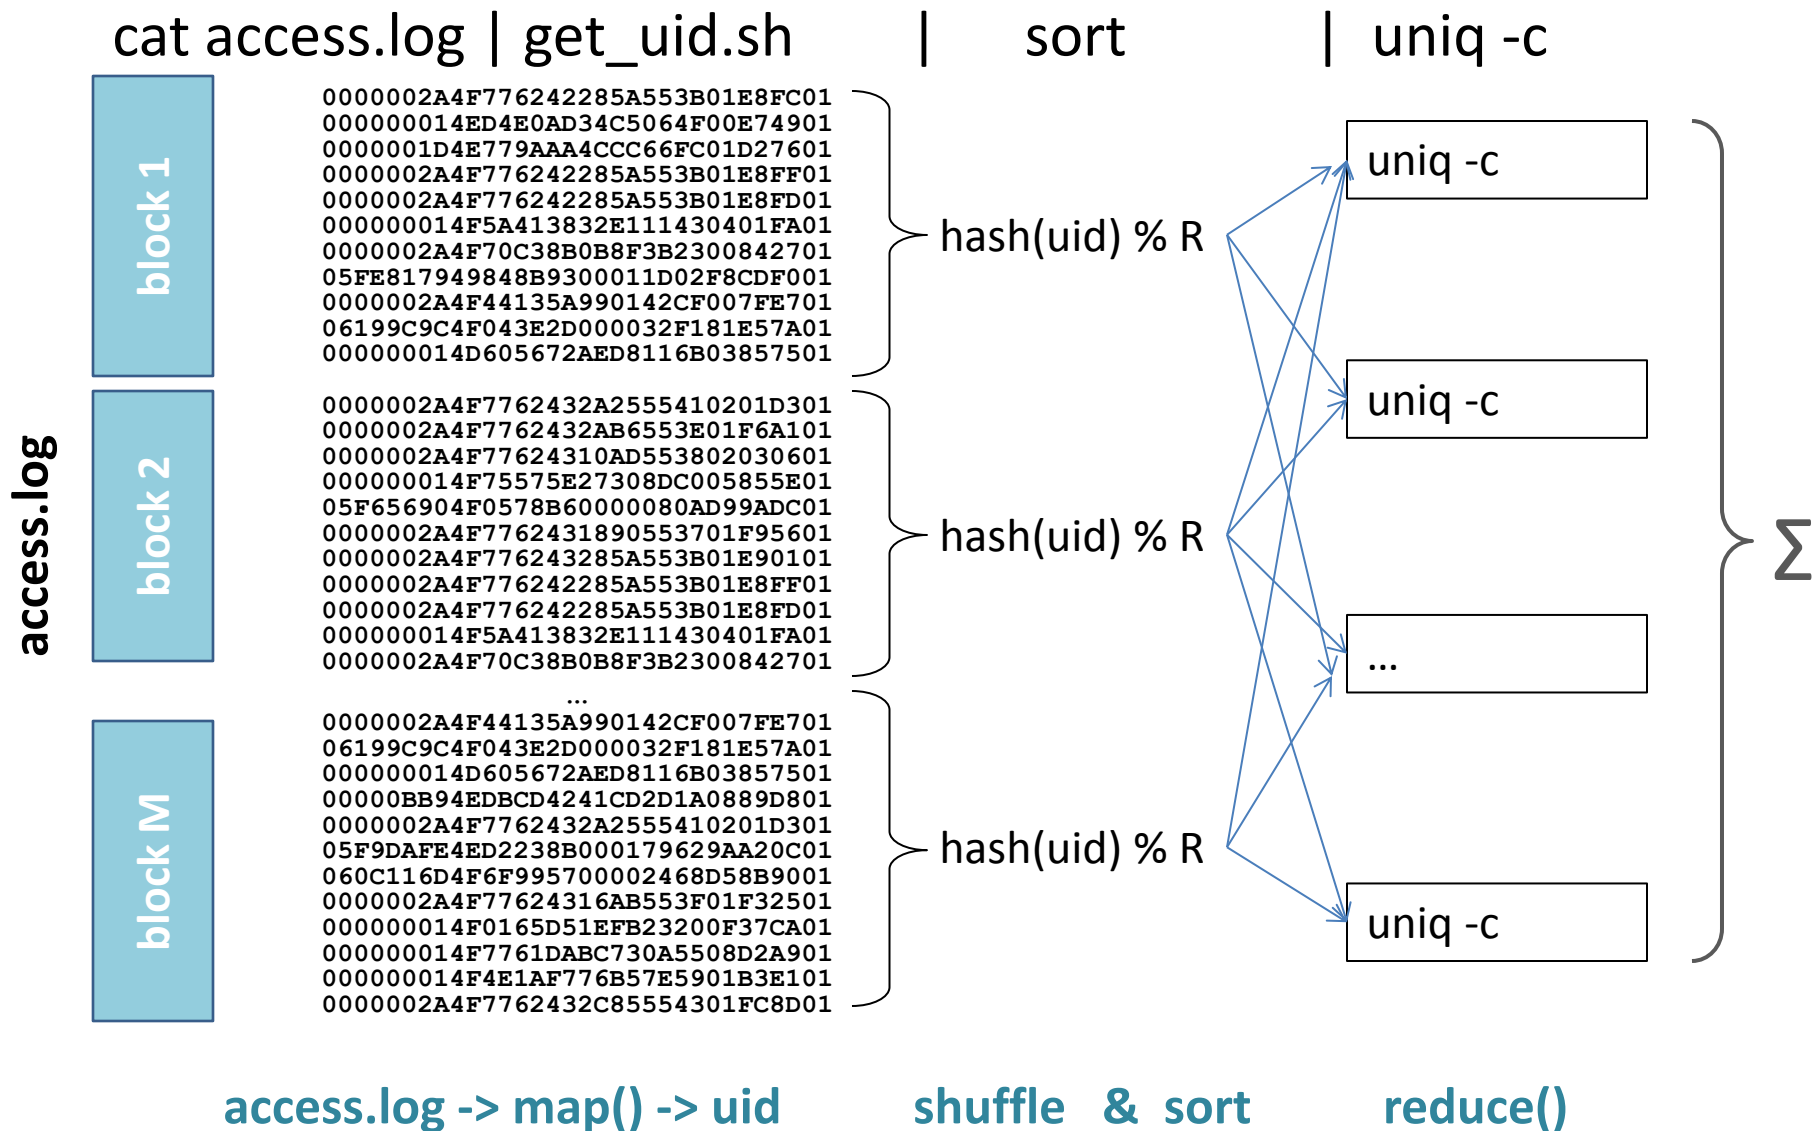 cat access.log | get_uid.sh | sort | uniq -c
access.log
block 1
0000002A4F776242285A553B01E8FC01
000000014ED4E0AD34C5064F00E74901
0000001D4E779AAA4CCC66FC01D27601
0000002A4F776242285A553B01E8FF01
0000002A4F776242285A553B01E8FD01
000000014F5A413832E111430401FA01
0000002A4F70C38B0B8F3B2300842701
05FE817949848B9300011D02F8CDF001
0000002A4F44135A990142CF007FE701
06199C9C4F043E2D000032F181E57A01
000000014D605672AED8116B03857501
hash(uid) % R
uniq -c
block 2
0000002A4F7762432A2555410201D301
0000002A4F7762432AB6553E01F6A101
0000002A4F77624310AD553802030601
000000014F75575E27308DC005855E01
05F656904F0578B60000080AD99ADC01
0000002A4F7762431890553701F95601
0000002A4F776243285A553B01E90101
0000002A4F776242285A553B01E8FF01
0000002A4F776242285A553B01E8FD01
000000014F5A413832E111430401FA01
0000002A4F70C38B0B8F3B2300842701
hash(uid) % R
uniq -c
...
...
block M
0000002A4F44135A990142CF007FE701
06199C9C4F043E2D000032F181E57A01
000000014D605672AED8116B03857501
00000BB94EDBCD4241CD2D1A0889D801
0000002A4F7762432A2555410201D301
05F9DAFE4ED2238B000179629AA20C01
060C116D4F6F995700002468D58B9001
0000002A4F77624316AB553F01F32501
000000014F0165D51EFB23200F37CA01
000000014F7761DABC730A5508D2A901
000000014F4E1AF776B57E5901B3E101
0000002A4F7762432C85554301FC8D01
hash(uid) % R
uniq -c
Σ
access.log -> map() -> uid shuffle & sort reduce()